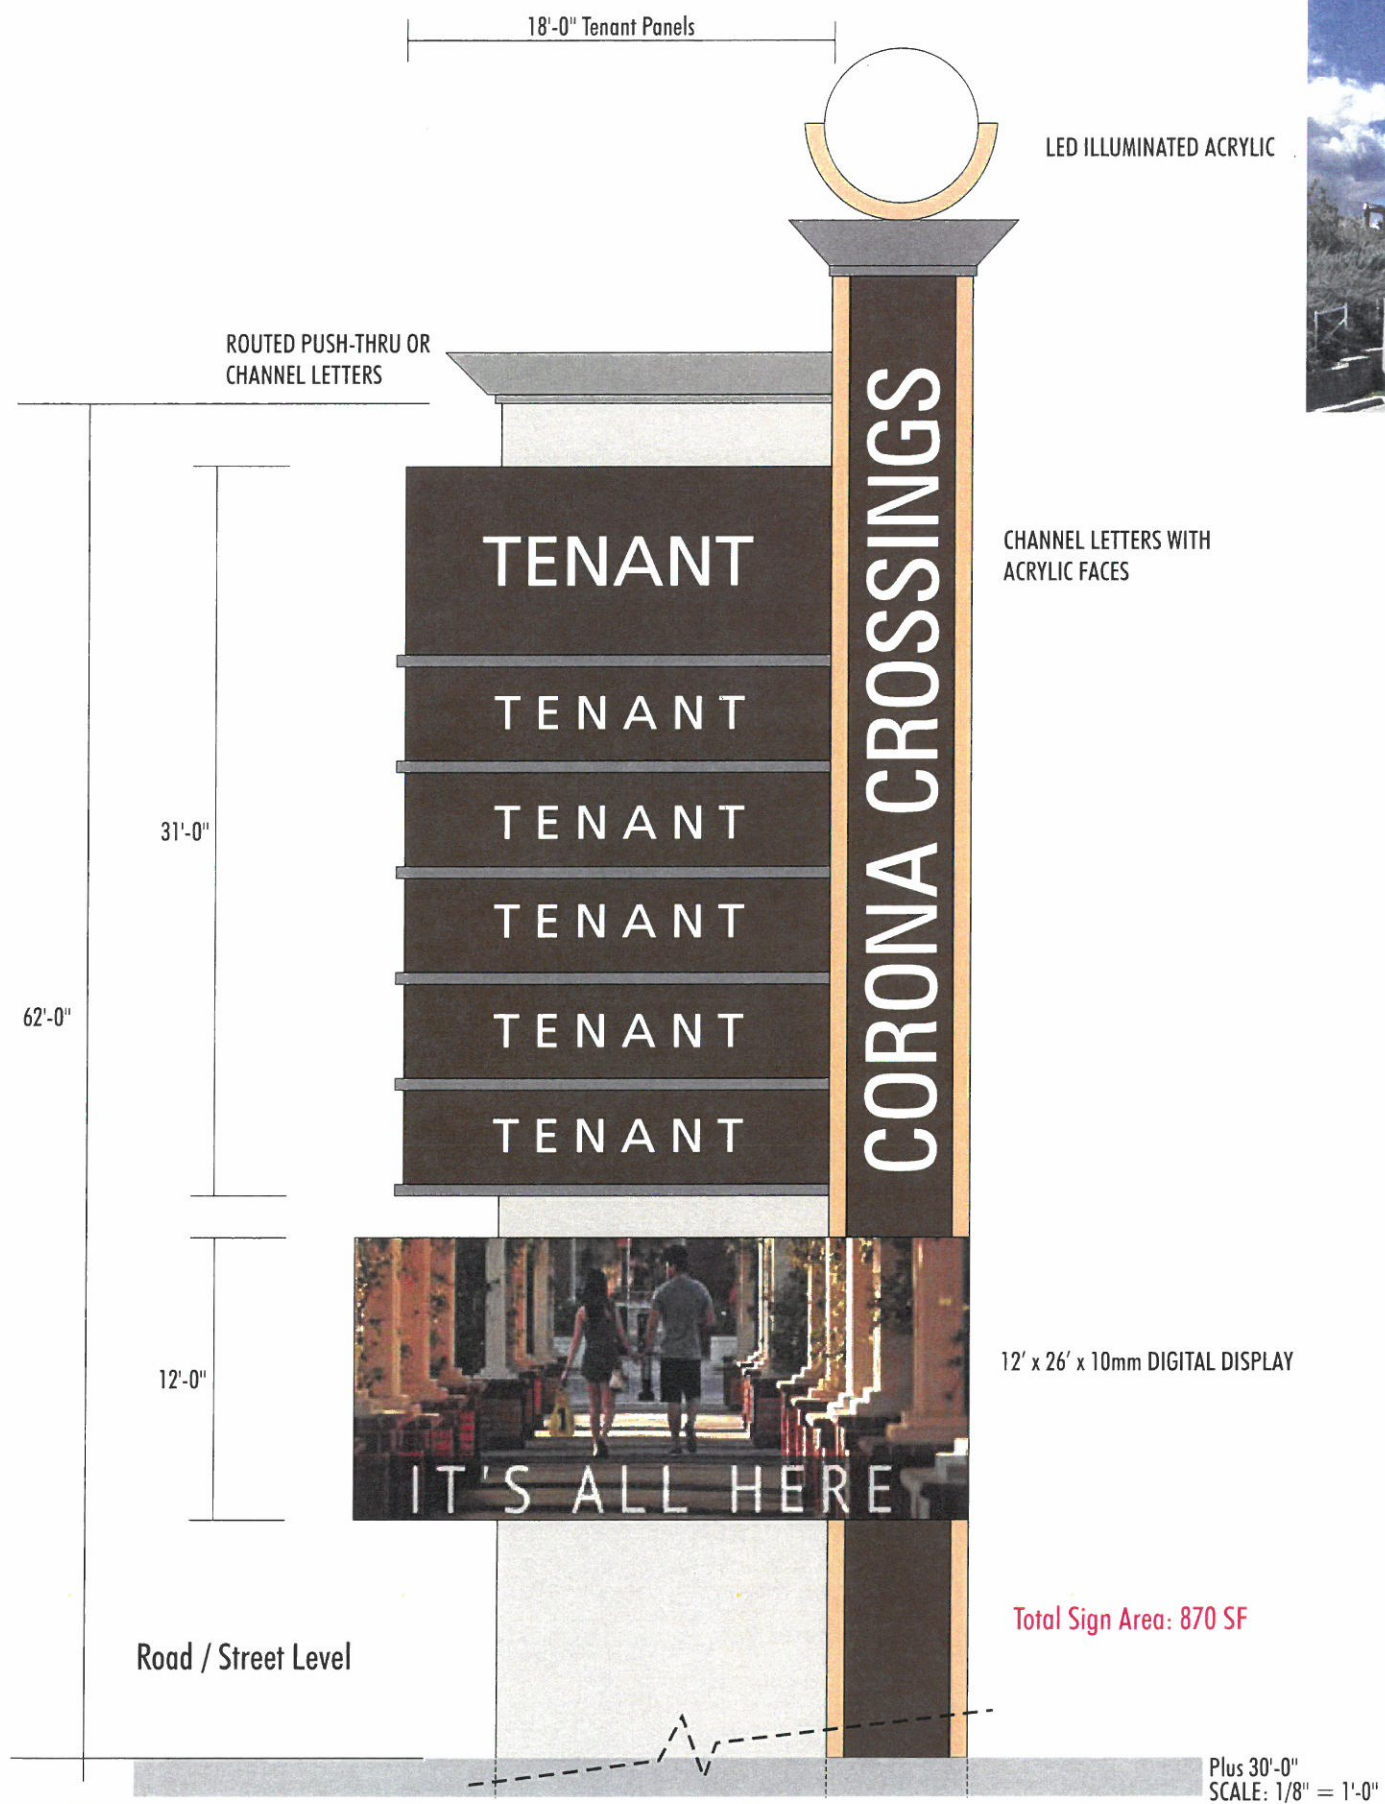 18'-0" Tenant Panels
LED ILLUMINATED ACRYLIC
ROUTED PUSH-THRU OR
CHANNEL LETTERS
CORONA CROSSINGS
TENANT
CHANNEL LETTERS WITH
ACRYLIC FACES
TENANT
TENANT
31'-0"
TENANT
62'-0"
TENANT
TENANT
12'-0"
12' x 26' x 10mm DIGITAL DISPLAY
IT'S ALL HERE
Total Sign Area: 870 SF
Road / Street Level
Plus 30'-0"
SCALE: 1/8" = 1'-0"